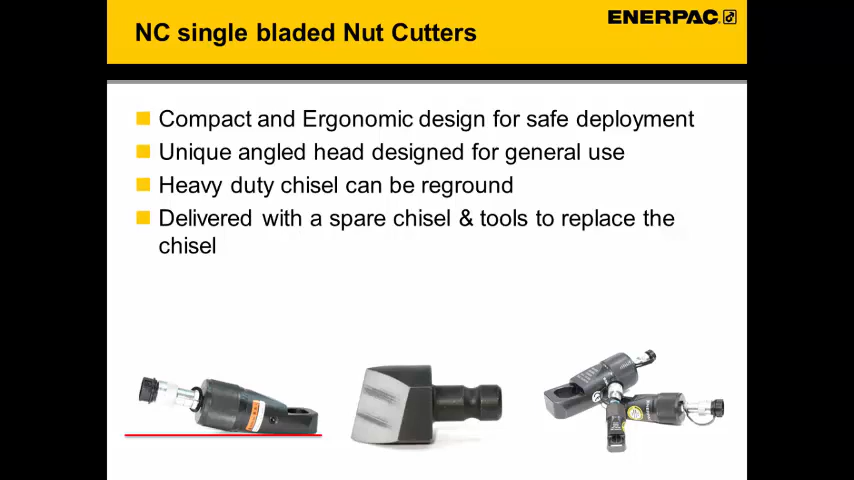 NC single bladed Nut Cutters
ENERPAC
Compact and Ergonomic design for safe deployment
Unique angled head designed for general use
Heavy duty chisel can be reground
Delivered with a spare chisel & tools to replace the
chisel